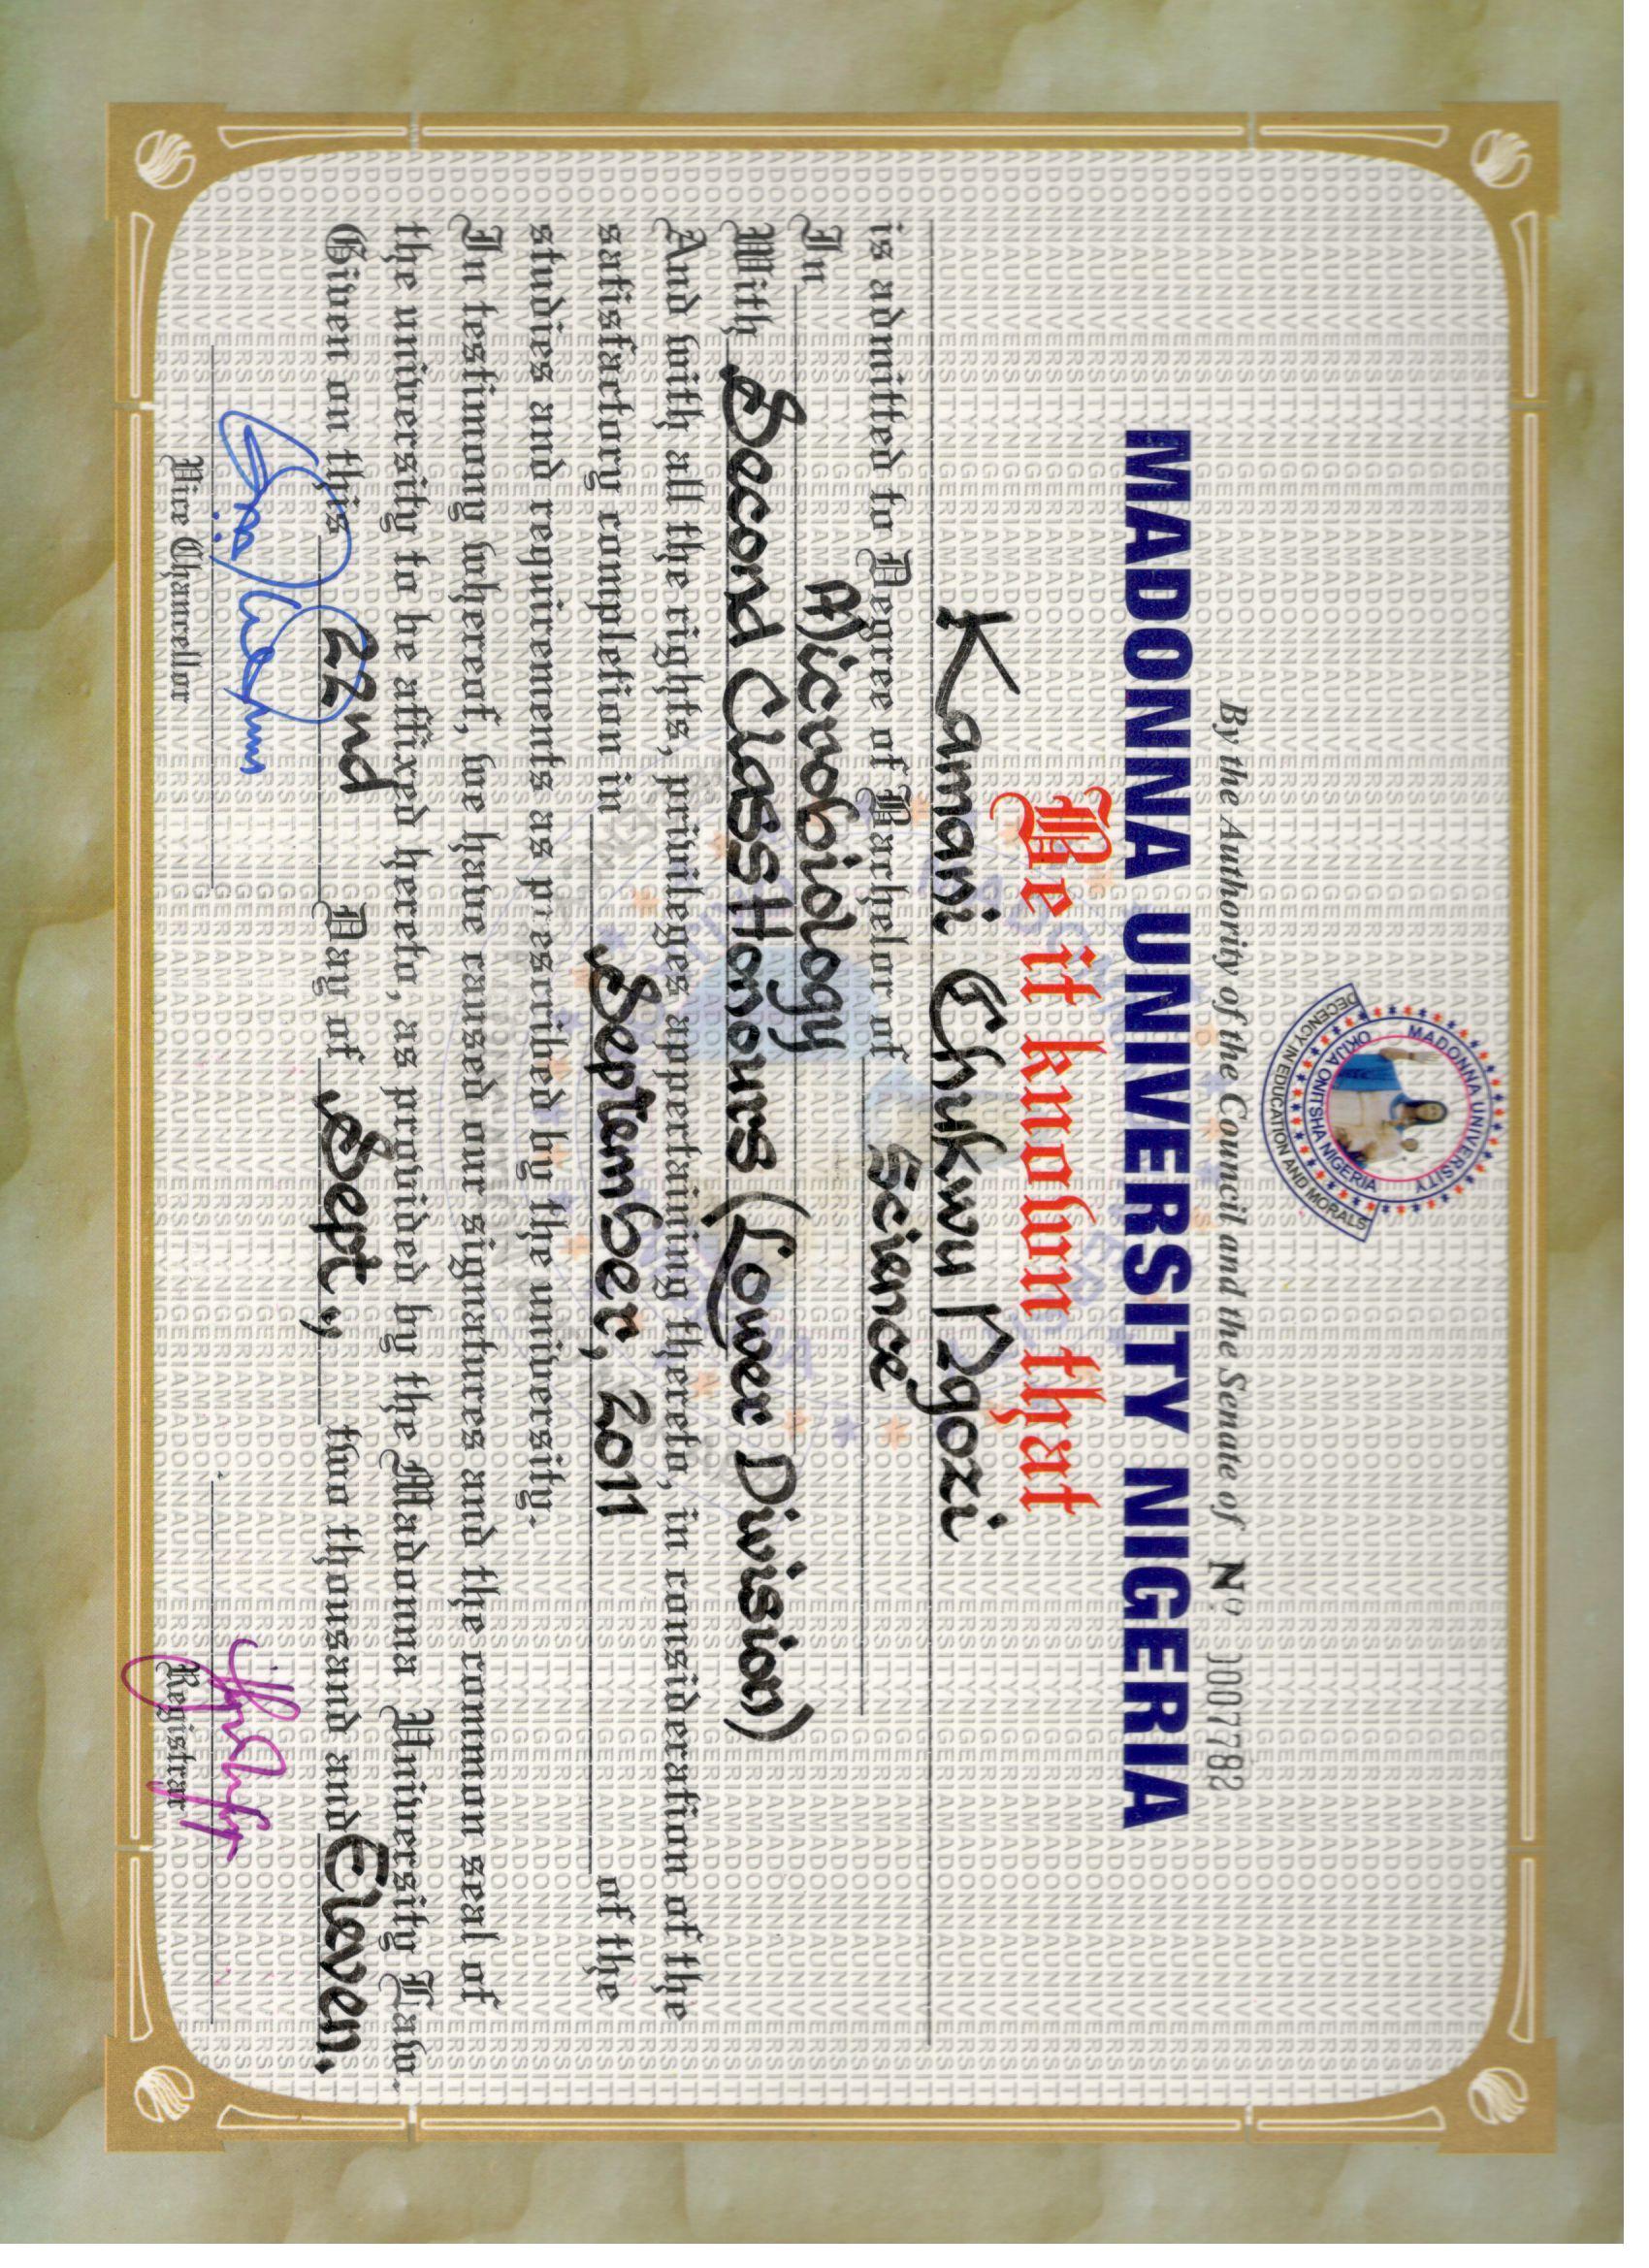 MADONNA UNIVERSITY
OKIJA ONITSHA NIGERIA
DECENCY IN EDUCATION AND MORALS
By the Authority of the Council and the Senate of Nº 0007782
MADONNA UNIVERSITY NIGERIA
Be it known that
Kamani Chukwu Ngozi
is admitted to Degree of Bachelor of Science
In Microbiology
With Second Class Honours (Lower Division)
And with all the rights, privileges appertaining thereto, in consideration of the
satisfactory completion in September, 2011 of the
studies and requirements as prescribed by the university.
In testimony whereof, we have caused our signatures and the common seal of
the university to be affixed hereto, as provided by the Madonna University Law.
Given on this 22nd Day of Sept., two thousand and Eleven.
Vice Chancellor Registrar